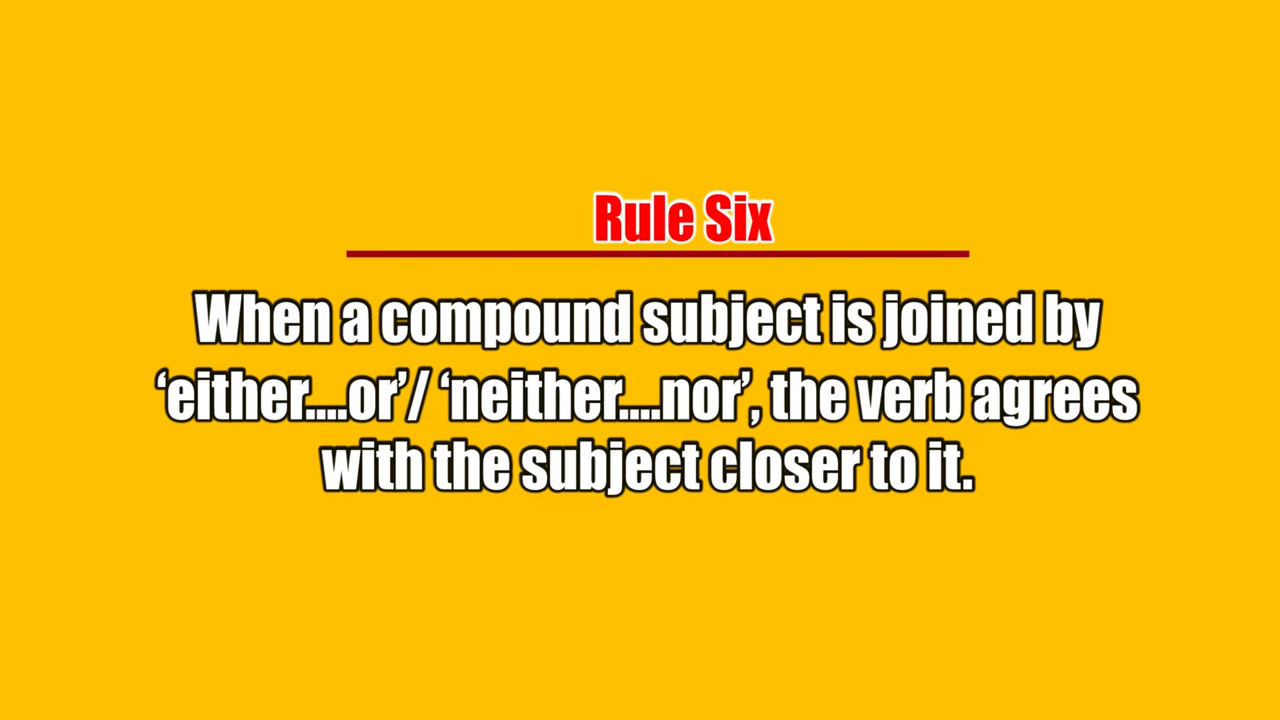 Rule Six
When a compound subject is joined by
‘either....or’/ ‘neither....nor’, the verb agrees
with the subject closer to it.